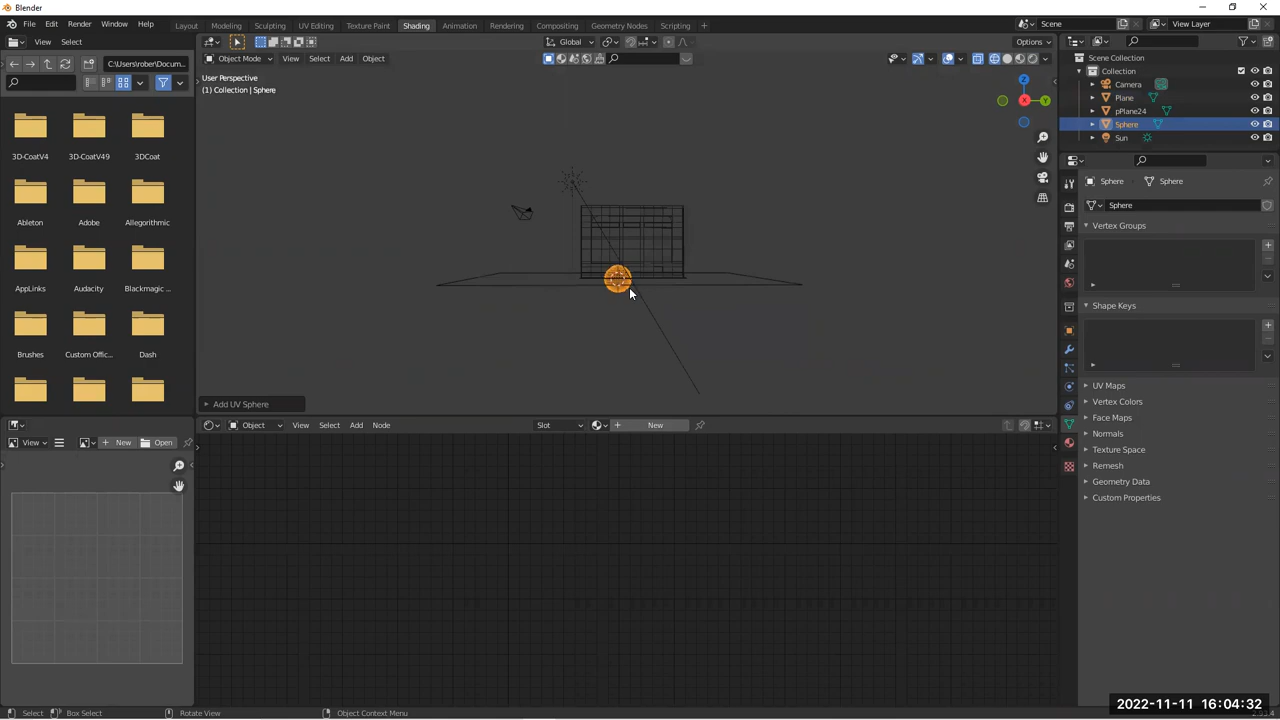 Blender
File Edit Render Window Help Layout Modeling Sculpting UV Editing Texture Paint Shading Animation Rendering Compositing Geometry Nodes Scripting + Scene View Layer
View Select Global Options
C:\Users\rober\Docum... Object Mode View Select Add Object
User Perspective
(1) Collection | Sphere
Scene Collection
Collection
Camera
Plane
pPlane24
Sphere
Sun
Z
X
Y
3D-CoatV4 3D-CoatV49 3DCoat
Ableton Adobe Allegorithmic
AppLinks Audacity Blackmagic ...
Brushes Custom Offic... Dash
Sphere Sphere
Sphere
Vertex Groups
Shape Keys
UV Maps
Vertex Colors
Face Maps
Normals
Texture Space
Remesh
Geometry Data
Custom Properties
Add UV Sphere
Object View Select Add Node Slot New
View New Open
Select Box Select Rotate View Object Context Menu
2022-11-11 16:04:32